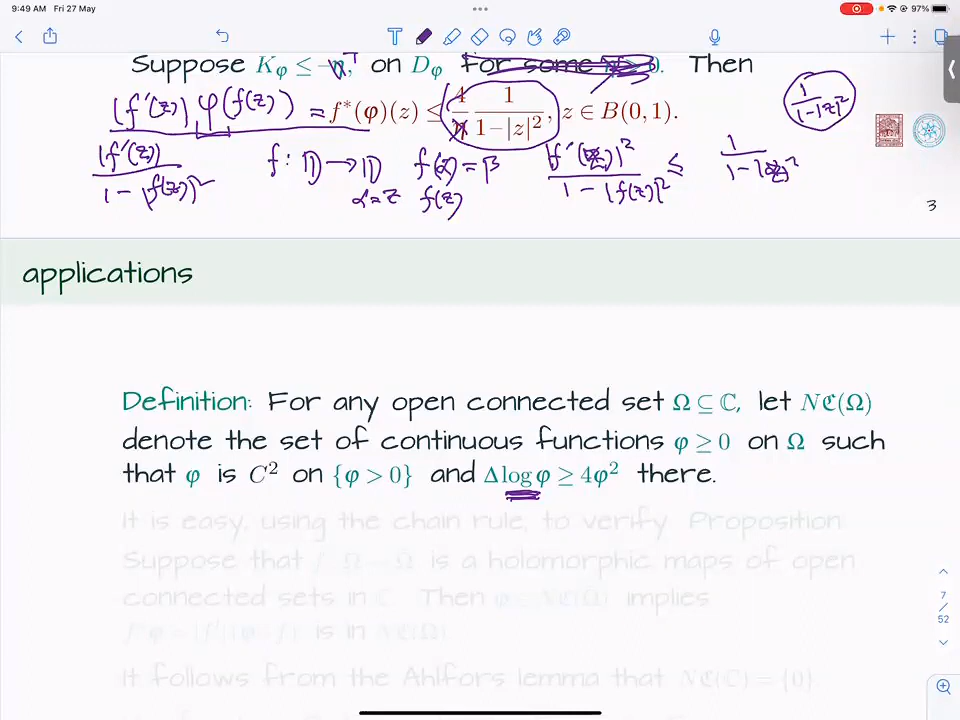 9:49 AM Fri 27 May
97%
Suppose K_φ ≤ on D_φ for some > 0. Then
|f'(z)| φ(f(z)) = f*(φ)(z) ≤ 4 1/(1−|z|²), z ∈ B(0,1).
1/(1−|z|²)
|f'(z)|/(1−|f(z)|²) f: 𝔻 → 𝔻 f(α) = β |f'(z)|²/(1−|f(z)|²) ≤ 1/(1−|z|²)
α = z f(z)
3
applications
Definition: For any open connected set Ω ⊆ ℂ, let Nℭ(Ω)
denote the set of continuous functions φ ≥ 0 on Ω such
that φ is C² on {φ > 0} and Δlog φ ≥ 4φ² there.
It is easy, using the chain rule, to verify Proposition
Suppose that is a holomorphic maps of open
connected sets in ℂ. Then φ ∈ Nℭ(Ω) implies
is in Nℭ(Ω)
It follows from the Ahlfors lemma that Nℭ(ℂ) = {0}.
7
/
52